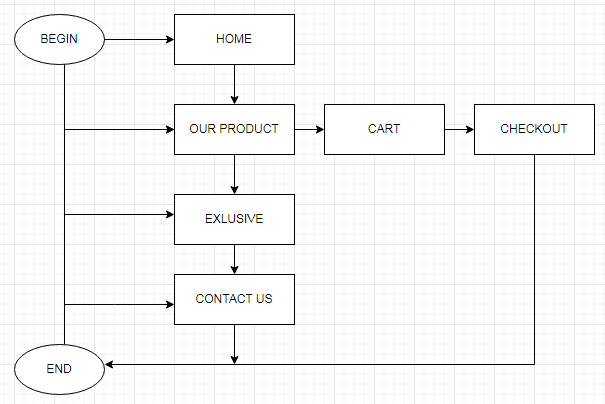 BEGIN
HOME
OUR PRODUCT
CART
CHECKOUT
EXLUSIVE
CONTACT US
END